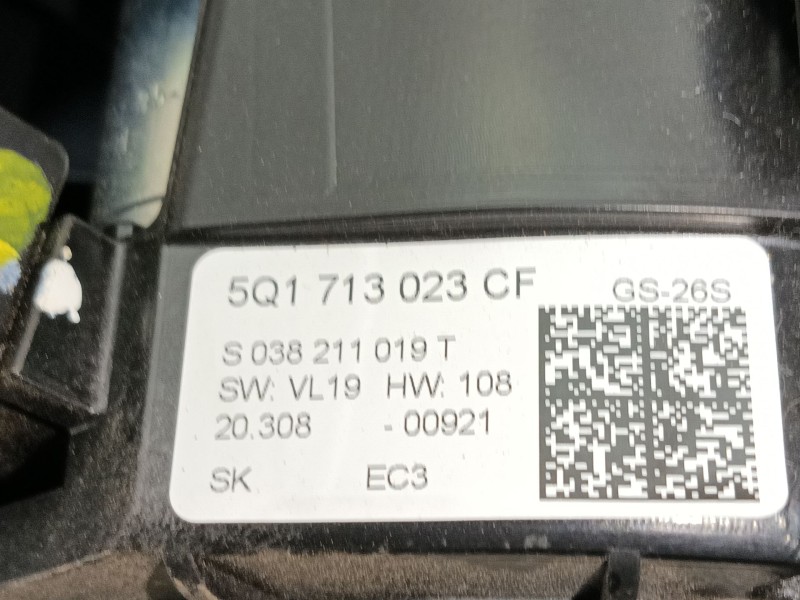 5Q1 713 023 CF GS-26S
S 038 211 019 T
SW: VL19 HW: 108
20.308 - 00921
SK EC3